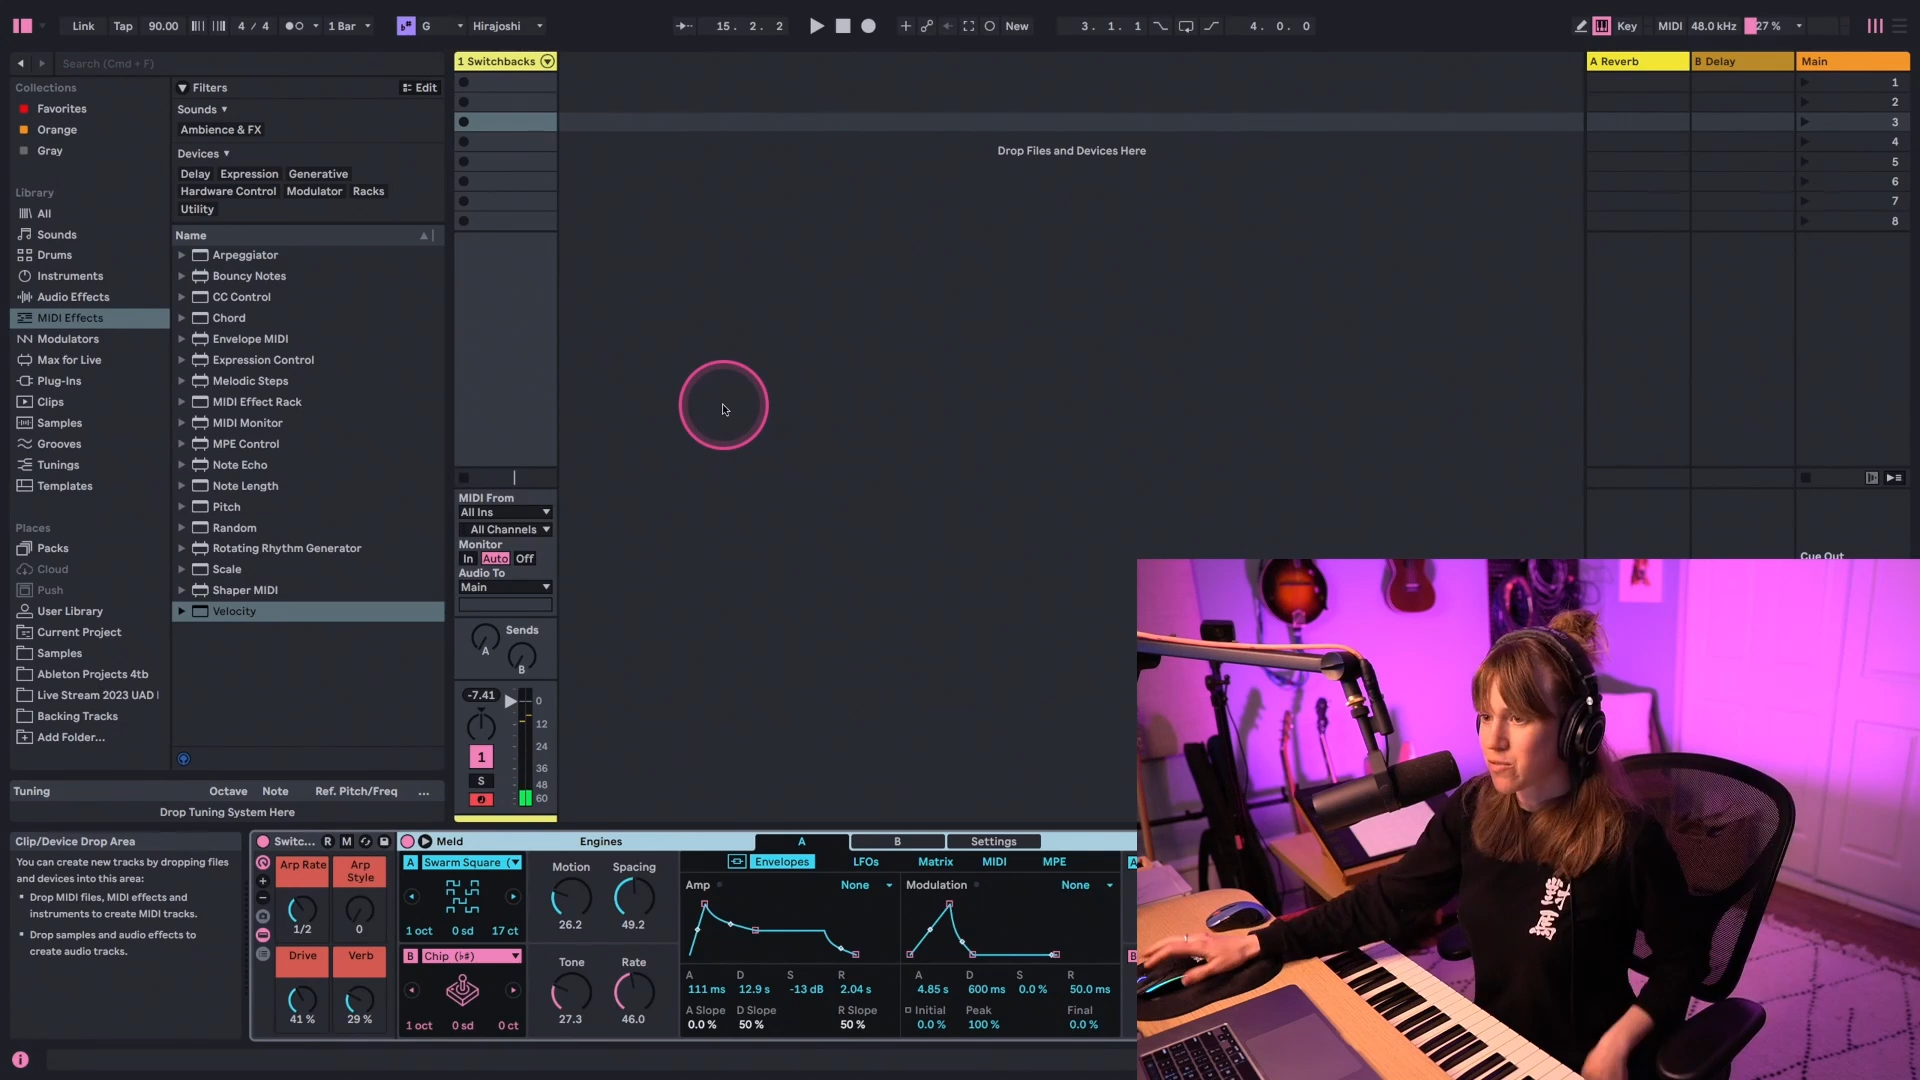 Link Tap 90.00 4 / 4 1 Bar G Hirajoshi 15. 2. 2 New 3. 1. 1 4. 0. 0 Key MIDI 48.0 kHz 27 %
Search (Cmd + F)
Collections
Favorites
Orange
Gray
Library
All
Sounds
Drums
Instruments
Audio Effects
MIDI Effects
Modulators
Max for Live
Plug-Ins
Clips
Samples
Grooves
Tunings
Templates
Places
Packs
Cloud
Push
User Library
Current Project
Samples
Ableton Projects 4tb
Live Stream 2023 UAD
Backing Tracks
Add Folder...
Filters Edit
Sounds
Ambience & FX
Devices
Delay Expression Generative
Hardware Control Modulator Racks
Utility
Name
Arpeggiator
Bouncy Notes
CC Control
Chord
Envelope MIDI
Expression Control
Melodic Steps
MIDI Effect Rack
MIDI Monitor
MPE Control
Note Echo
Note Length
Pitch
Random
Rotating Rhythm Generator
Scale
Shaper MIDI
Velocity
Tuning Octave Note Ref. Pitch/Freq ...
Drop Tuning System Here
1 Switchbacks
Drop Files and Devices Here
MIDI From
All Ins
All Channels
Monitor
In Auto Off
Audio To
Main
Sends
A
B
-7.41
0
12
24
36
48
60
1
S
A Reverb B Delay Main
1
2
3
4
5
6
7
8
Cue Out
Clip/Device Drop Area
You can create new tracks by dropping files
and devices into this area:
Drop MIDI files, MIDI effects and
instruments to create MIDI tracks.
Drop samples and audio effects to
create audio tracks.
Switc... R M
Arp Rate Arp Style
1/2 0
Drive Verb
41 % 29 %
Meld Engines A B Settings
A Swarm Square (
1 oct 0 sd 17 ct
B Chip (♭♯)
1 oct 0 sd 0 ct
Motion Spacing
26.2 49.2
Tone Rate
27.3 46.0
Envelopes LFOs Matrix MIDI MPE
Amp None Modulation None
A D S R
111 ms 12.9 s -13 dB 2.04 s
A Slope D Slope R Slope
0.0 % 50 % 50 %
A D S R
4.85 s 600 ms 0.0 % 50.0 ms
Initial Peak Final
0.0 % 100 % 0.0 %